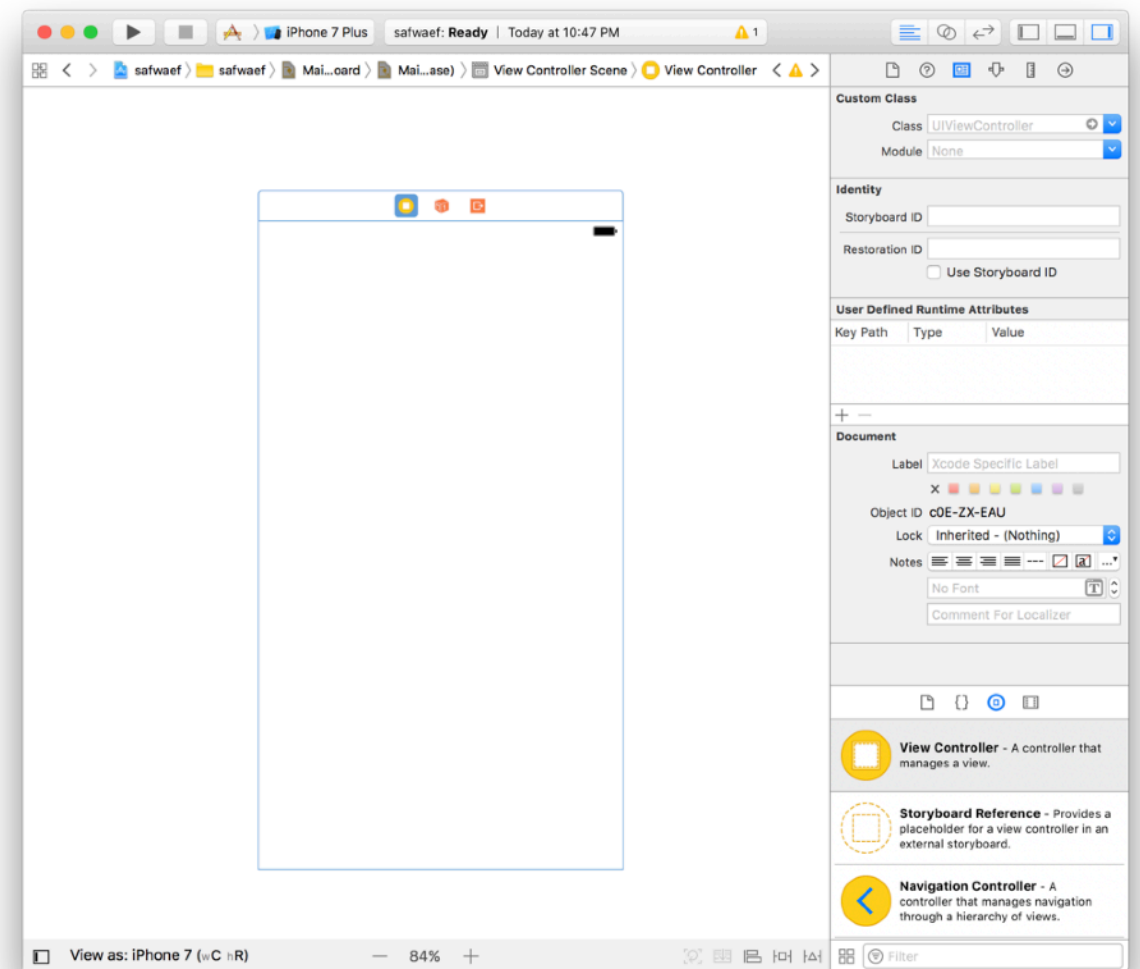 iPhone 7 Plus
safwaef: Ready | Today at 10:47 PM
1
safwaef
safwaef
Mai...oard
Mai...ase)
View Controller Scene
View Controller
Custom Class
Class UIViewController
Module None
Identity
Storyboard ID
Restoration ID
Use Storyboard ID
User Defined Runtime Attributes
Key Path Type Value
Document
Label Xcode Specific Label
Object ID c0E-ZX-EAU
Lock Inherited - (Nothing)
Notes
No Font
Comment For Localizer
View Controller - A controller that
manages a view.
Storyboard Reference - Provides a
placeholder for a view controller in an
external storyboard.
Navigation Controller - A
controller that manages navigation
through a hierarchy of views.
View as: iPhone 7 (wC hR)
84%
Filter